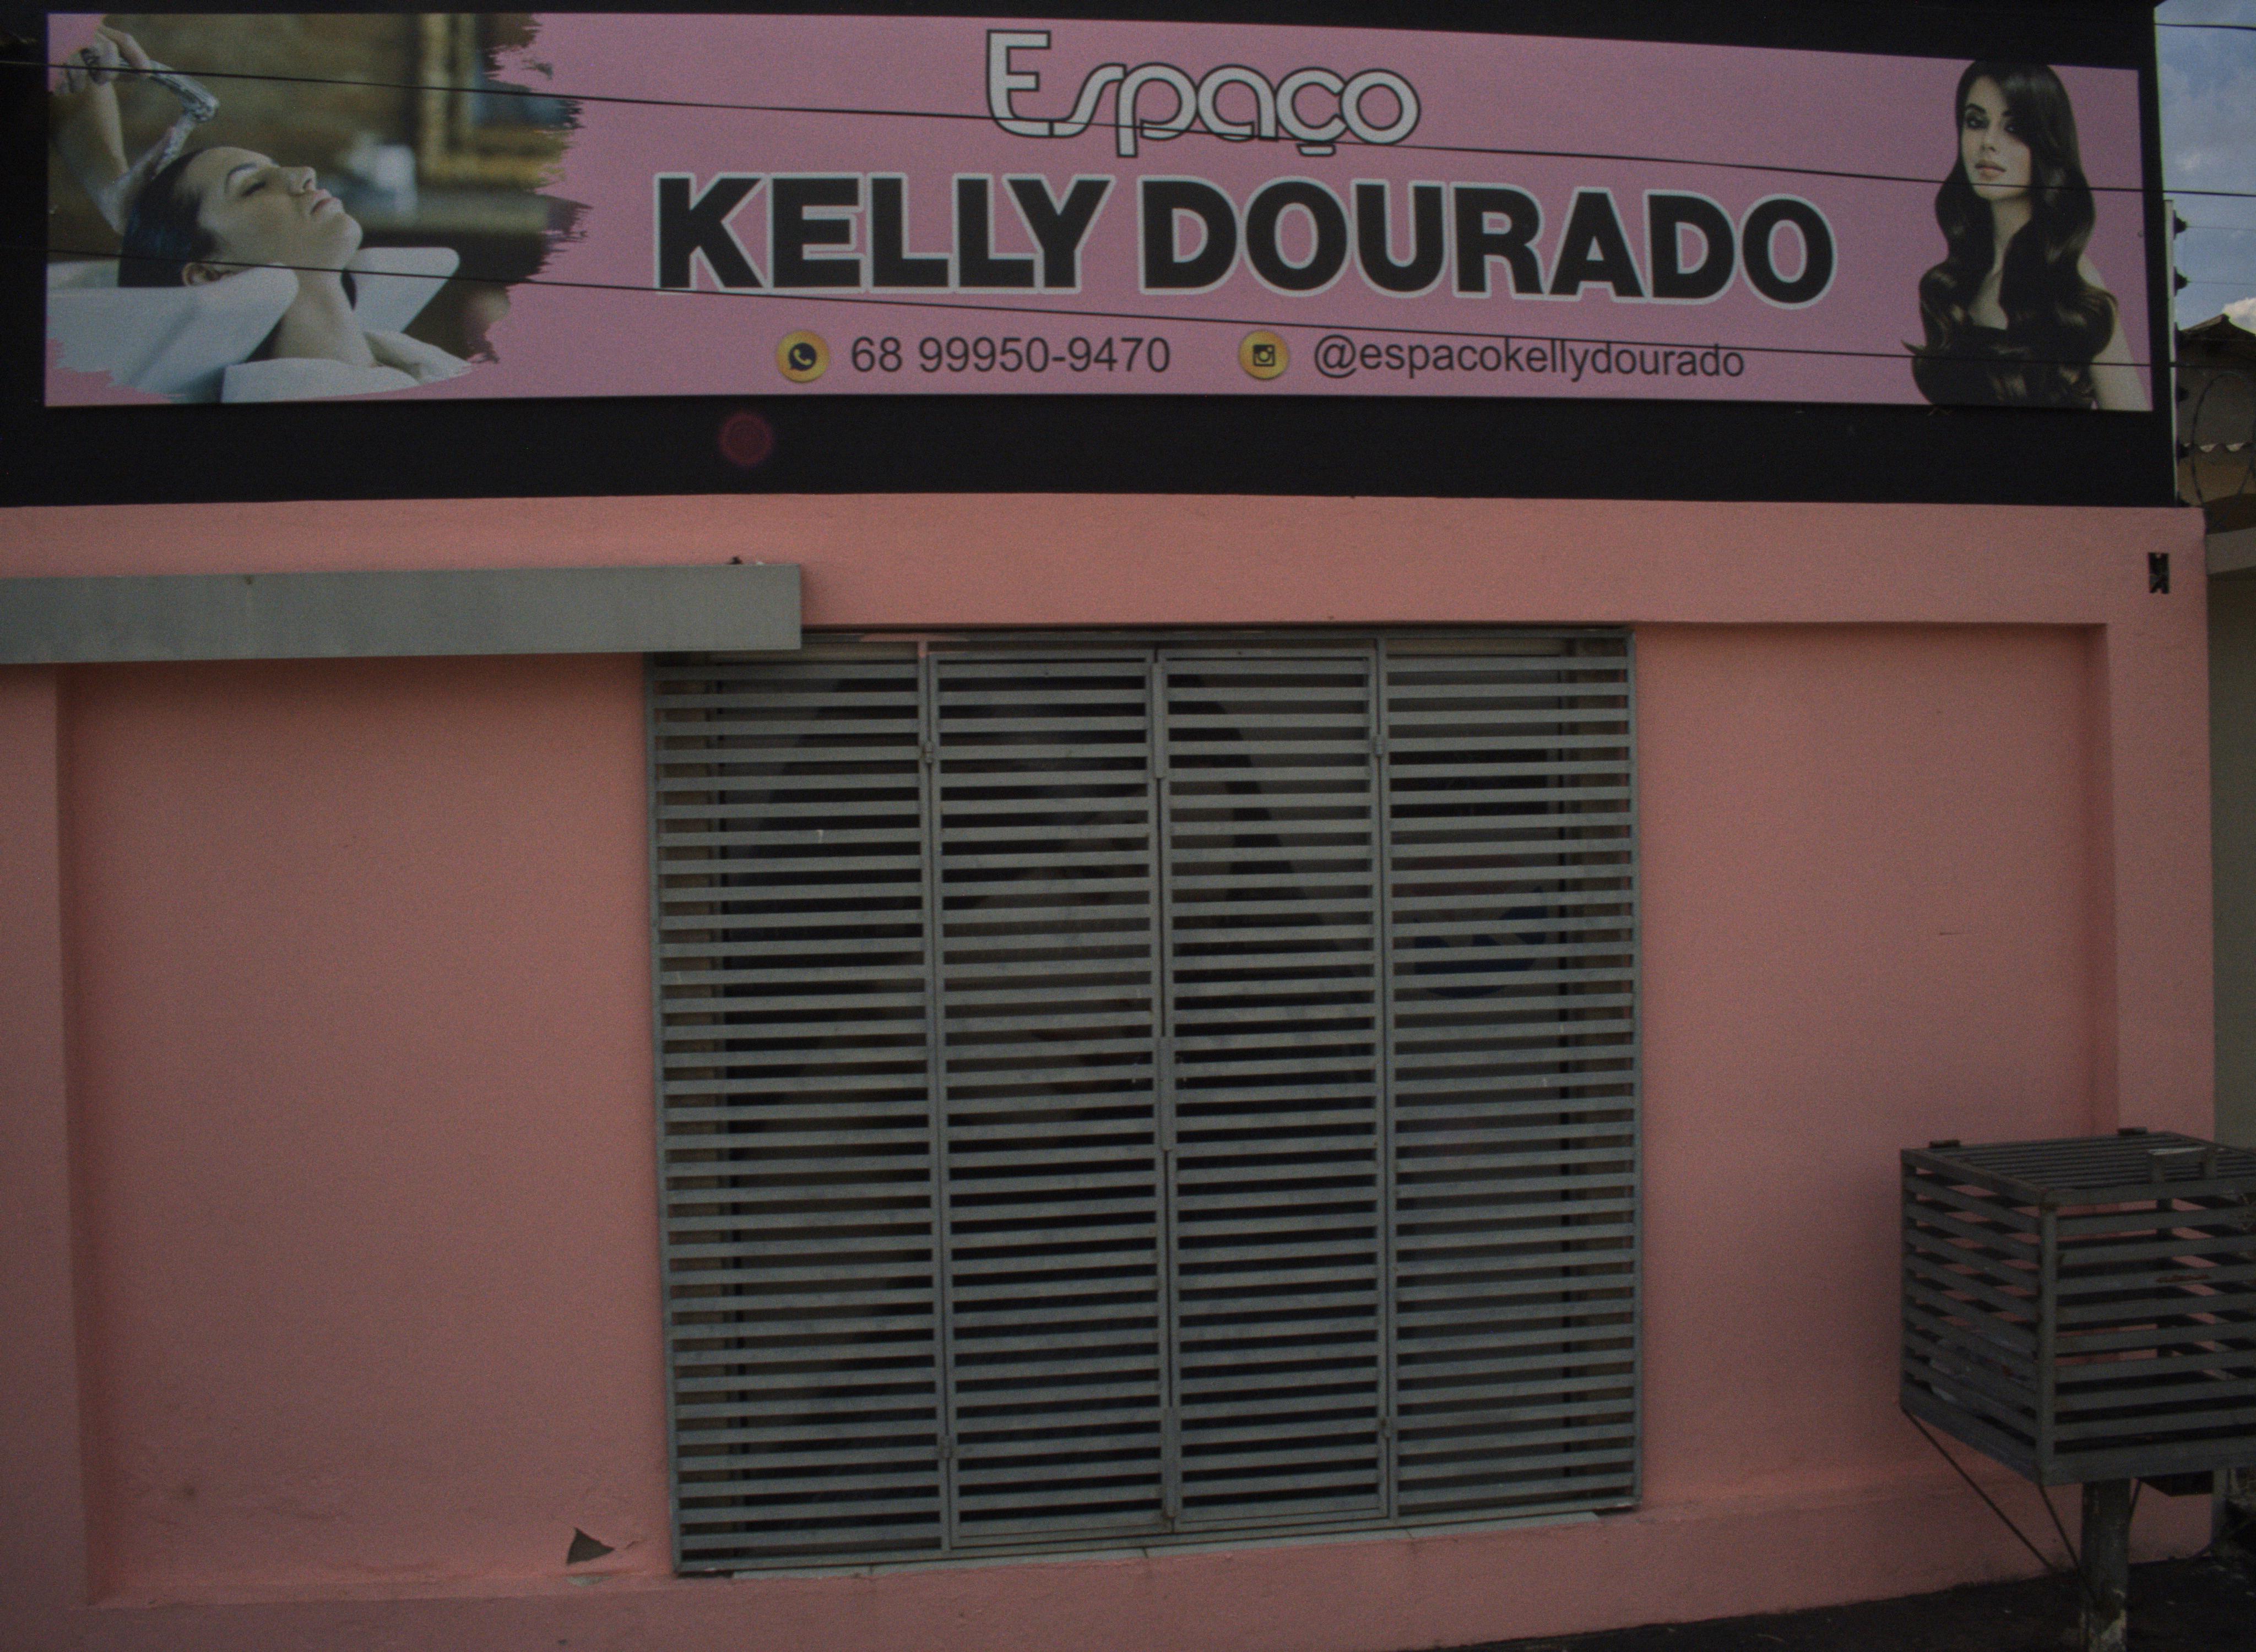 Espaço
KELLY DOURADO
68 99950-9470 @espacokellydourado